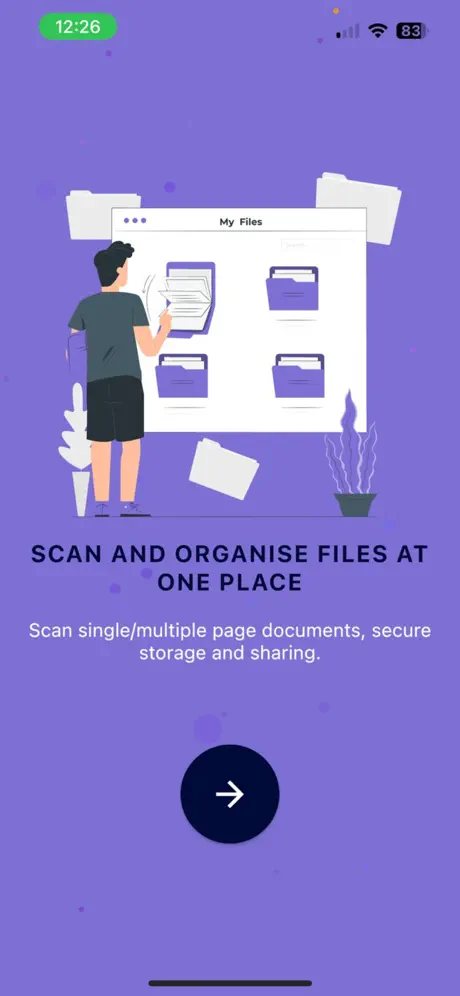 12:26
83
My Files
Search
SCAN AND ORGANISE FILES AT
ONE PLACE
Scan single/multiple page documents, secure
storage and sharing.